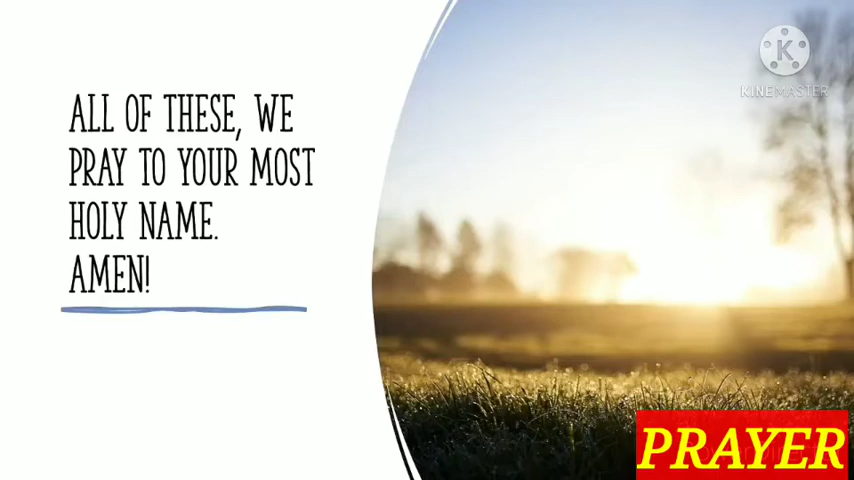 ALL OF THESE, WE
PRAY TO YOUR MOST
HOLY NAME.
AMEN!
K
KINEMASTER
PRAYER